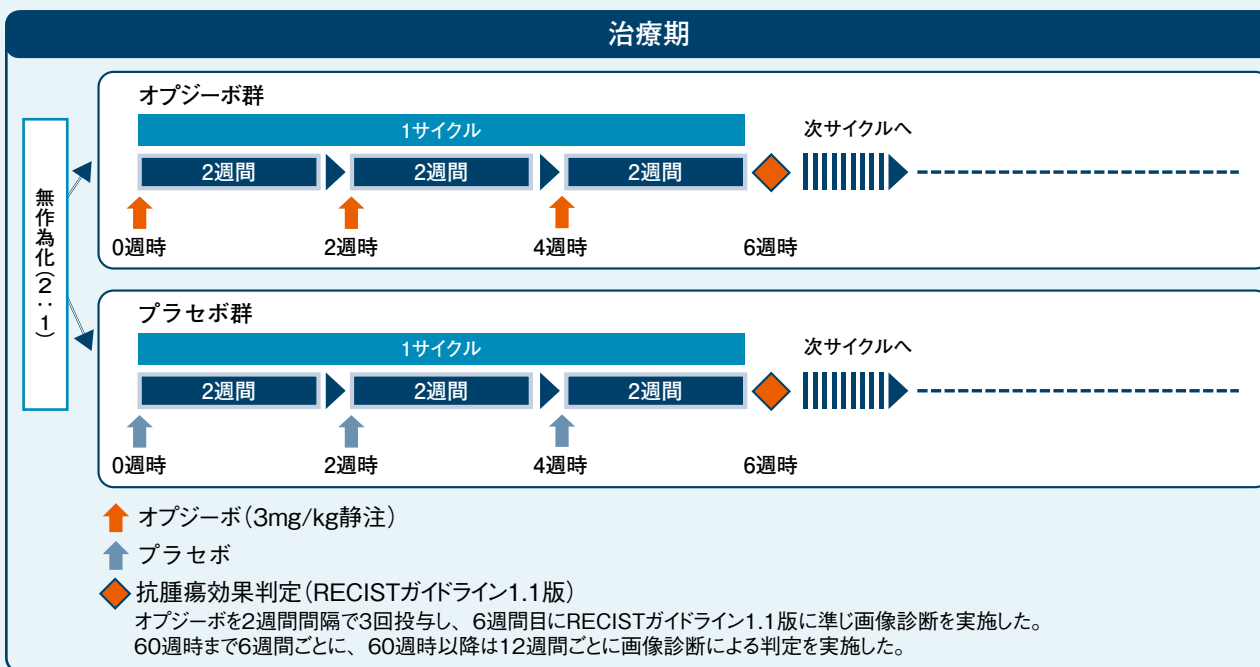 治療期
無作為化(2:1)
オプジーボ群
1サイクル
次サイクルへ
2週間 2週間 2週間
0週時 2週時 4週時 6週時
プラセボ群
1サイクル
次サイクルへ
2週間 2週間 2週間
0週時 2週時 4週時 6週時
オプジーボ(3mg/kg静注)
プラセボ
抗腫瘍効果判定(RECISTガイドライン1.1版)
オプジーボを2週間間隔で3回投与し、6週間目にRECISTガイドライン1.1版に準じ画像診断を実施した。
60週時まで6週間ごとに、60週時以降は12週間ごとに画像診断による判定を実施した。